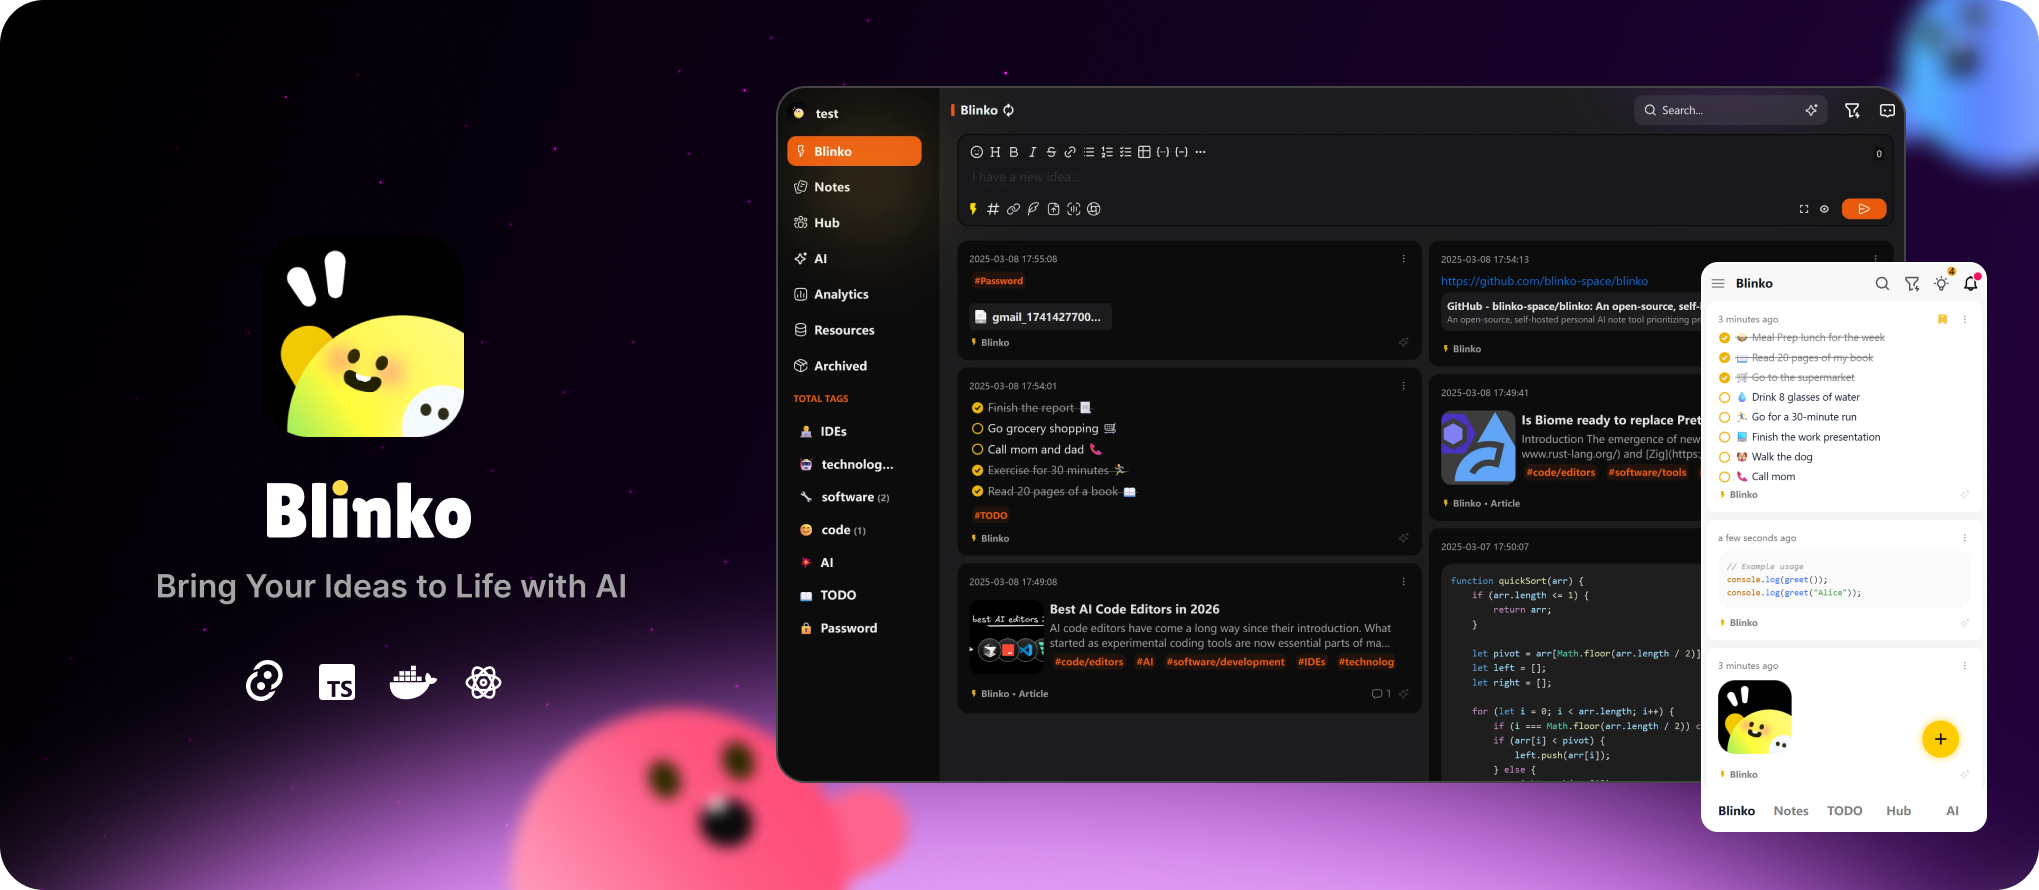 Blinko
Bring Your Ideas to Life with AI
TS
test
Blinko
Notes
Hub
AI
Analytics
Resources
Archived
TOTAL TAGS
IDEs
technolog...
software (2)
code (1)
AI
TODO
Password
Blinko
Search...
0
I have a new idea...
2025-03-08 17:55:08
#Password
gmail_1741427700...
Blinko
2025-03-08 17:54:01
Finish the report
Go grocery shopping
Call mom and dad
Exercise for 30 minutes
Read 20 pages of a book
#TODO
Blinko
2025-03-08 17:49:08
best AI editors
Best AI Code Editors in 2026
AI code editors have come a long way since their introduction. What
started as experimental coding tools are now essential parts of ma...
#code/editors #AI #software/development #IDEs #technolog
Blinko • Article
1
2025-03-08 17:54:13
https://github.com/blinko-space/blinko
GitHub - blinko-space/blinko: An open-source, self-
An open-source, self-hosted personal AI note tool prioritizing pr
Blinko
2025-03-08 17:49:41
Is Biome ready to replace Pret
Introduction The emergence of new
www.rust-lang.org/) and [Zig](https:
#code/editors #software/tools
Blinko • Article
2025-03-07 17:50:07
function quickSort(arr) {
if (arr.length <= 1) {
return arr;
}
let pivot = arr[Math.floor(arr.length / 2)]
let left = [];
let right = [];
for (let i = 0; i < arr.length; i++) {
if (i === Math.floor(arr.length / 2)) c
if (arr[i] < pivot) {
left.push(arr[i]);
} else {
Blinko
4
3 minutes ago
Meal Prep lunch for the week
Read 20 pages of my book
Go to the supermarket
Drink 8 glasses of water
Go for a 30-minute run
Finish the work presentation
Walk the dog
Call mom
Blinko
a few seconds ago
// Example usage
console.log(greet());
console.log(greet("Alice"));
Blinko
3 minutes ago
Blinko
Blinko Notes TODO Hub AI